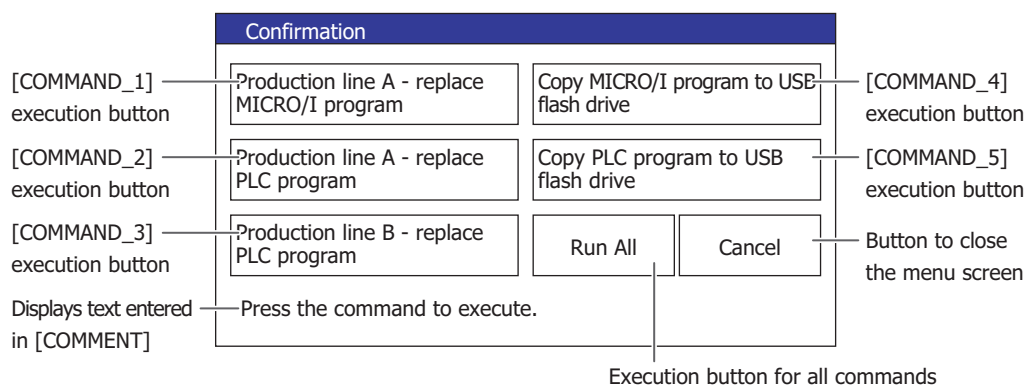 Confirmation
[COMMAND_1]
execution button
Production line A - replace
MICRO/I program
Copy MICRO/I program to USB
flash drive
[COMMAND_4]
execution button
[COMMAND_2]
execution button
Production line A - replace
PLC program
Copy PLC program to USB
flash drive
[COMMAND_5]
execution button
[COMMAND_3]
execution button
Production line B - replace
PLC program
Run All
Cancel
Button to close
the menu screen
Displays text entered
in [COMMENT]
Press the command to execute.
Execution button for all commands